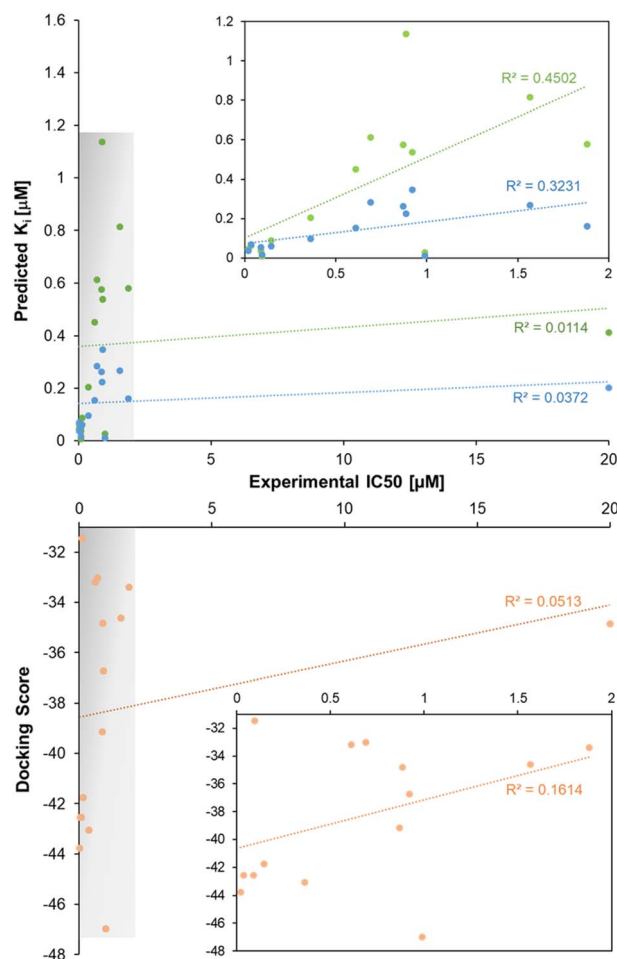 1.6
1.4
1.2
1
0.8
0.6
0.4
0.2
0
Predicted Ki [µM]
1.2
1
0.8
0.6
0.4
0.2
0
0 0.5 1 1.5 2
R² = 0.4502
R² = 0.3231
R² = 0.0114
R² = 0.0372
0 5 10 15 20
Experimental IC50 [µM]
0 5 10 15 20
-32
-34
-36
-38
-40
-42
-44
-46
-48
Docking Score
R² = 0.0513
0 0.5 1 1.5 2
-32
-34
-36
-38
-40
-42
-44
-46
-48
R² = 0.1614